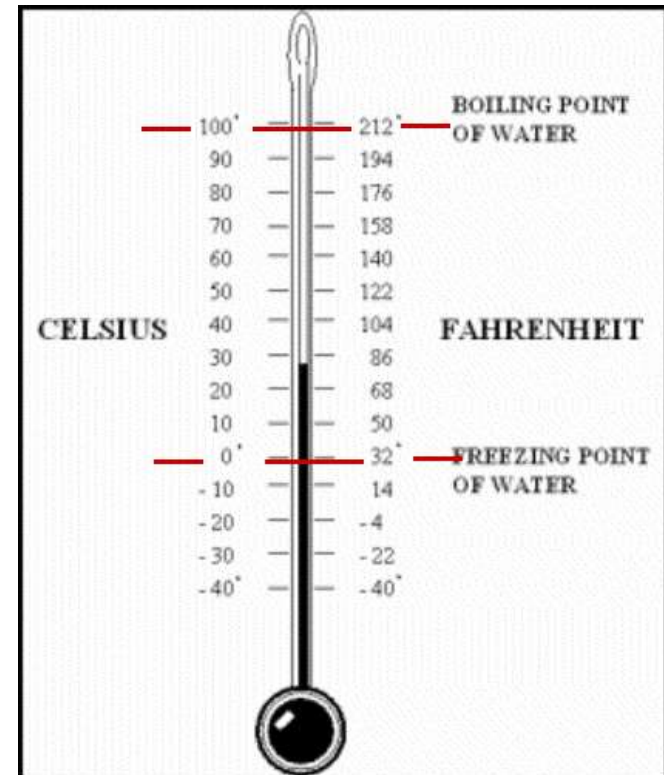 BOILING POINT
100° 212° OF WATER
90 194
80 176
70 158
60 140
50 122
CELSIUS 40 104 FAHRENHEIT
30 86
20 68
10 50
0° 32° FREEZING POINT
-10 14 OF WATER
-20 -4
-30 -22
-40° -40°